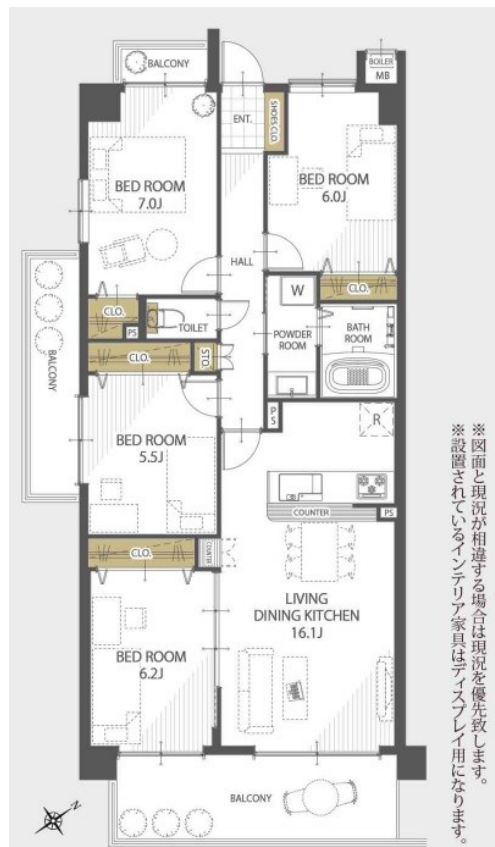 BALCONY
BOILER
MB
ENT.
SHOES CLO.
BED ROOM
7.0J
BED ROOM
6.0J
HALL
CLO.
W
CLO.
PS
TOILET
POWDER
ROOM
BATH
ROOM
BALCONY
CLO.
STO.
BED ROOM
5.5J
PS
R
COUNTER
PS
CLO.
COUNTER
LIVING
DINING KITCHEN
16.1J
BED ROOM
6.2J
BALCONY
N
※図面と現況が相違する場合は現況を優先致します。
※設置されているインテリア家具はディスプレイ用になります。